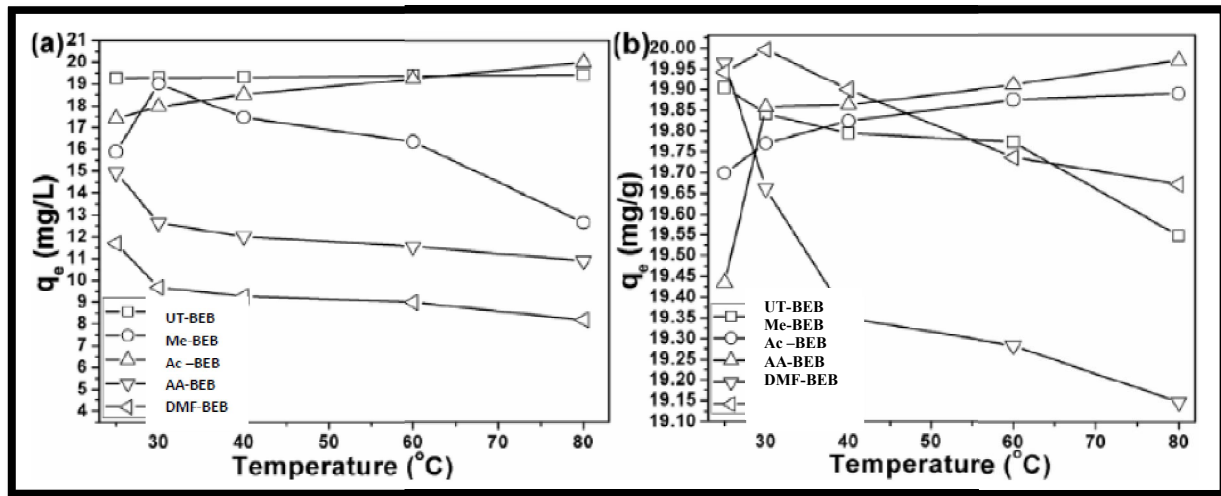 (a)
21
20
19
18
17
16
15
14
13
12
11
10
9
8
7
6
5
4
qe (mg/L)
UT-BEB
Me-BEB
Ac –BEB
AA-BEB
DMF-BEB
30 40 50 60 70 80
Temperature (°C)
(b)
20.00
19.95
19.90
19.85
19.80
19.75
19.70
19.65
19.60
19.55
19.50
19.45
19.40
19.35
19.30
19.25
19.20
19.15
19.10
qe (mg/g)
UT-BEB
Me-BEB
Ac –BEB
AA-BEB
DMF-BEB
30 40 50 60 70 80
Temperature (°C)